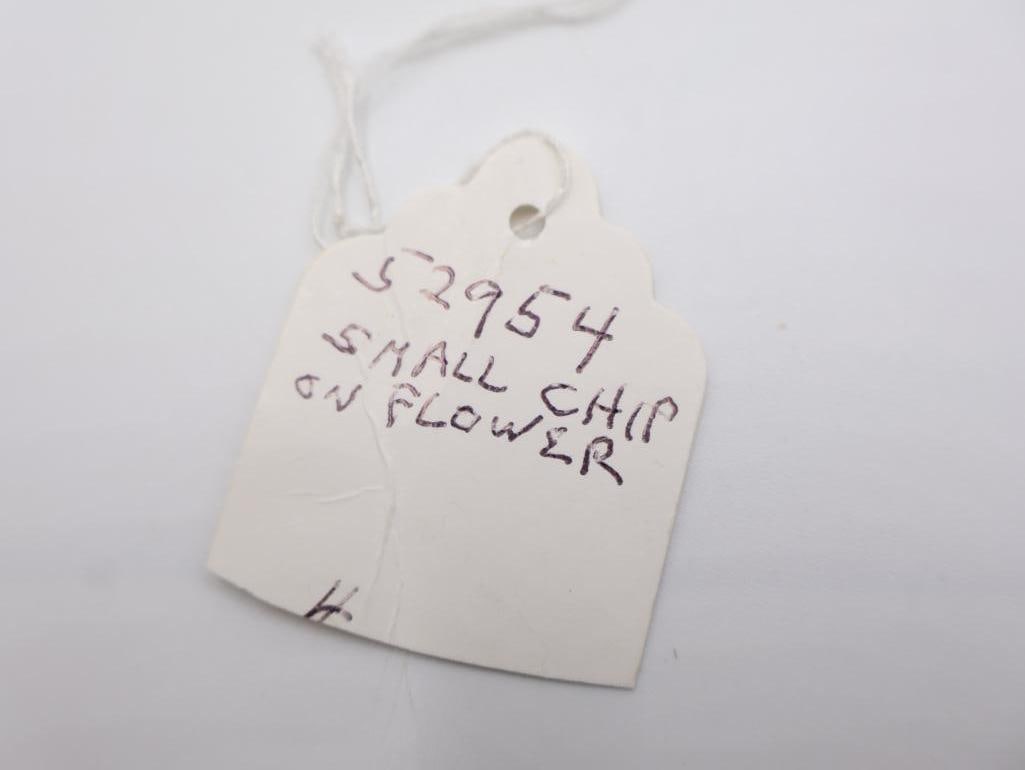 52954
SMALL CHIP
ON FLOWER